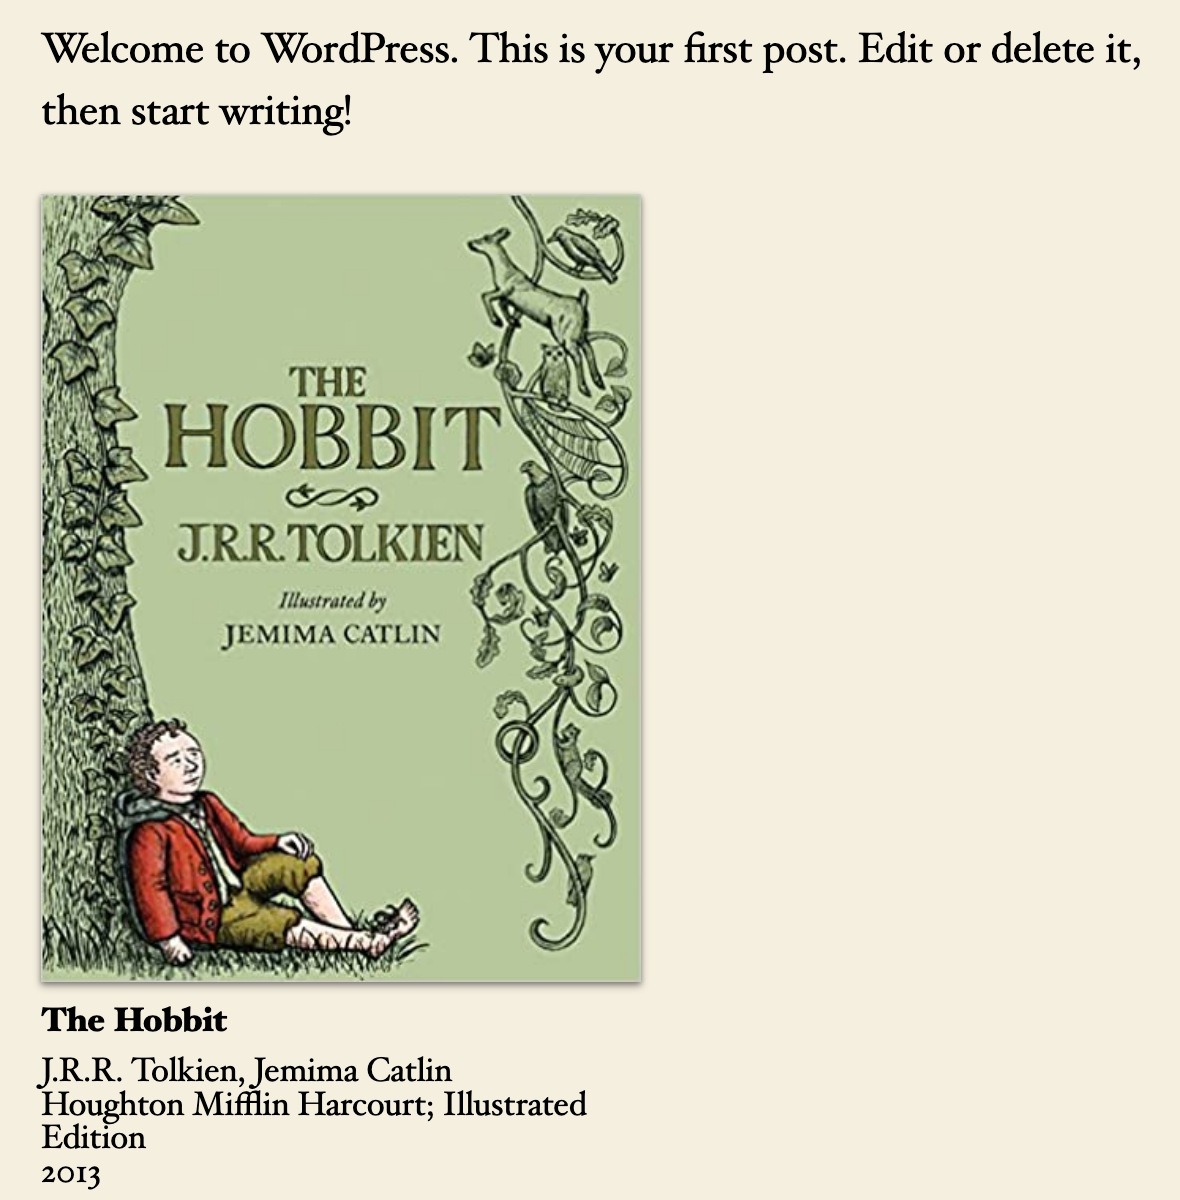 Welcome to WordPress. This is your first post. Edit or delete it,
then start writing!
THE
HOBBIT
J.R.R. TOLKIEN
Illustrated by
JEMIMA CATLIN
The Hobbit
J.R.R. Tolkien, Jemima Catlin
Houghton Mifflin Harcourt; Illustrated
Edition
2013